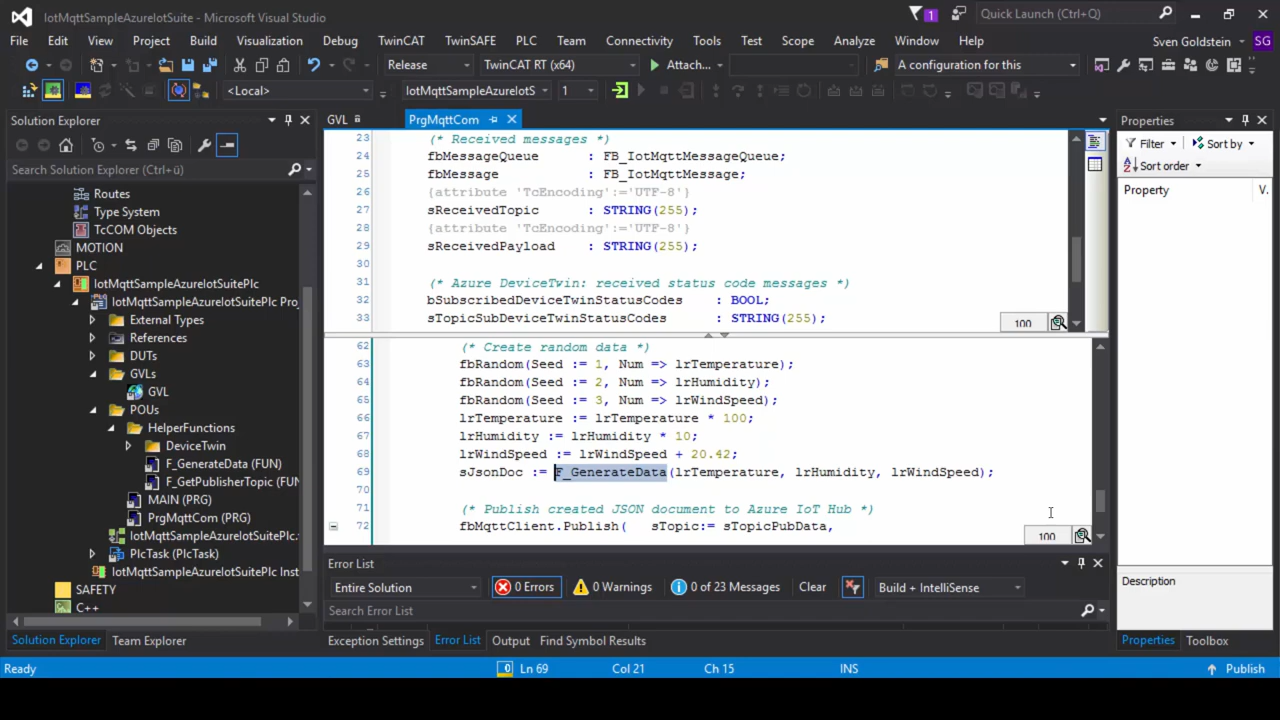 IotMqttSampleAzureIotSuite - Microsoft Visual Studio
1
Quick Launch (Ctrl+Q)
File Edit View Project Build Visualization Debug TwinCAT TwinSAFE PLC Team Connectivity Tools Test Scope Analyze Window Help
Sven Goldstein SG
Release TwinCAT RT (x64) Attach... A configuration for this
<Local> IotMqttSampleAzureIotS 1
Solution Explorer
Search Solution Explorer (Ctrl+ü)
Routes
Type System
TcCOM Objects
MOTION
PLC
IotMqttSampleAzureIotSuitePlc
IotMqttSampleAzureIotSuitePlc Proj
External Types
References
DUTs
GVLs
GVL
POUs
HelperFunctions
DeviceTwin
F_GenerateData (FUN)
F_GetPublisherTopic (FUN
MAIN (PRG)
PrgMqttCom (PRG)
IotMqttSampleAzureIotSuitePlc.
PlcTask (PlcTask)
IotMqttSampleAzureIotSuitePlc Inst
SAFETY
C++
Solution Explorer Team Explorer
GVL PrgMqttCom
23 (* Received messages *)
24 fbMessageQueue : FB_IotMqttMessageQueue;
25 fbMessage : FB_IotMqttMessage;
26 {attribute 'TcEncoding':='UTF-8'}
27 sReceivedTopic : STRING(255);
28 {attribute 'TcEncoding':='UTF-8'}
29 sReceivedPayload : STRING(255);
30
31 (* Azure DeviceTwin: received status code messages *)
32 bSubscribedDeviceTwinStatusCodes : BOOL;
33 sTopicSubDeviceTwinStatusCodes : STRING(255);
100
62 (* Create random data *)
63 fbRandom(Seed := 1, Num => lrTemperature);
64 fbRandom(Seed := 2, Num => lrHumidity);
65 fbRandom(Seed := 3, Num => lrWindSpeed);
66 lrTemperature := lrTemperature * 100;
67 lrHumidity := lrHumidity * 10;
68 lrWindSpeed := lrWindSpeed + 20.42;
69 sJsonDoc := F_GenerateData(lrTemperature, lrHumidity, lrWindSpeed);
70
71 (* Publish created JSON document to Azure IoT Hub *)
72 fbMqttClient.Publish( sTopic:= sTopicPubData,
100
Error List
Entire Solution 0 Errors 0 Warnings 0 of 23 Messages Clear Build + IntelliSense
Search Error List
Exception Settings Error List Output Find Symbol Results
Properties
Filter Sort by
Sort order
Property V.
Description
Properties Toolbox
Ready 0 Ln 69 Col 21 Ch 15 INS Publish